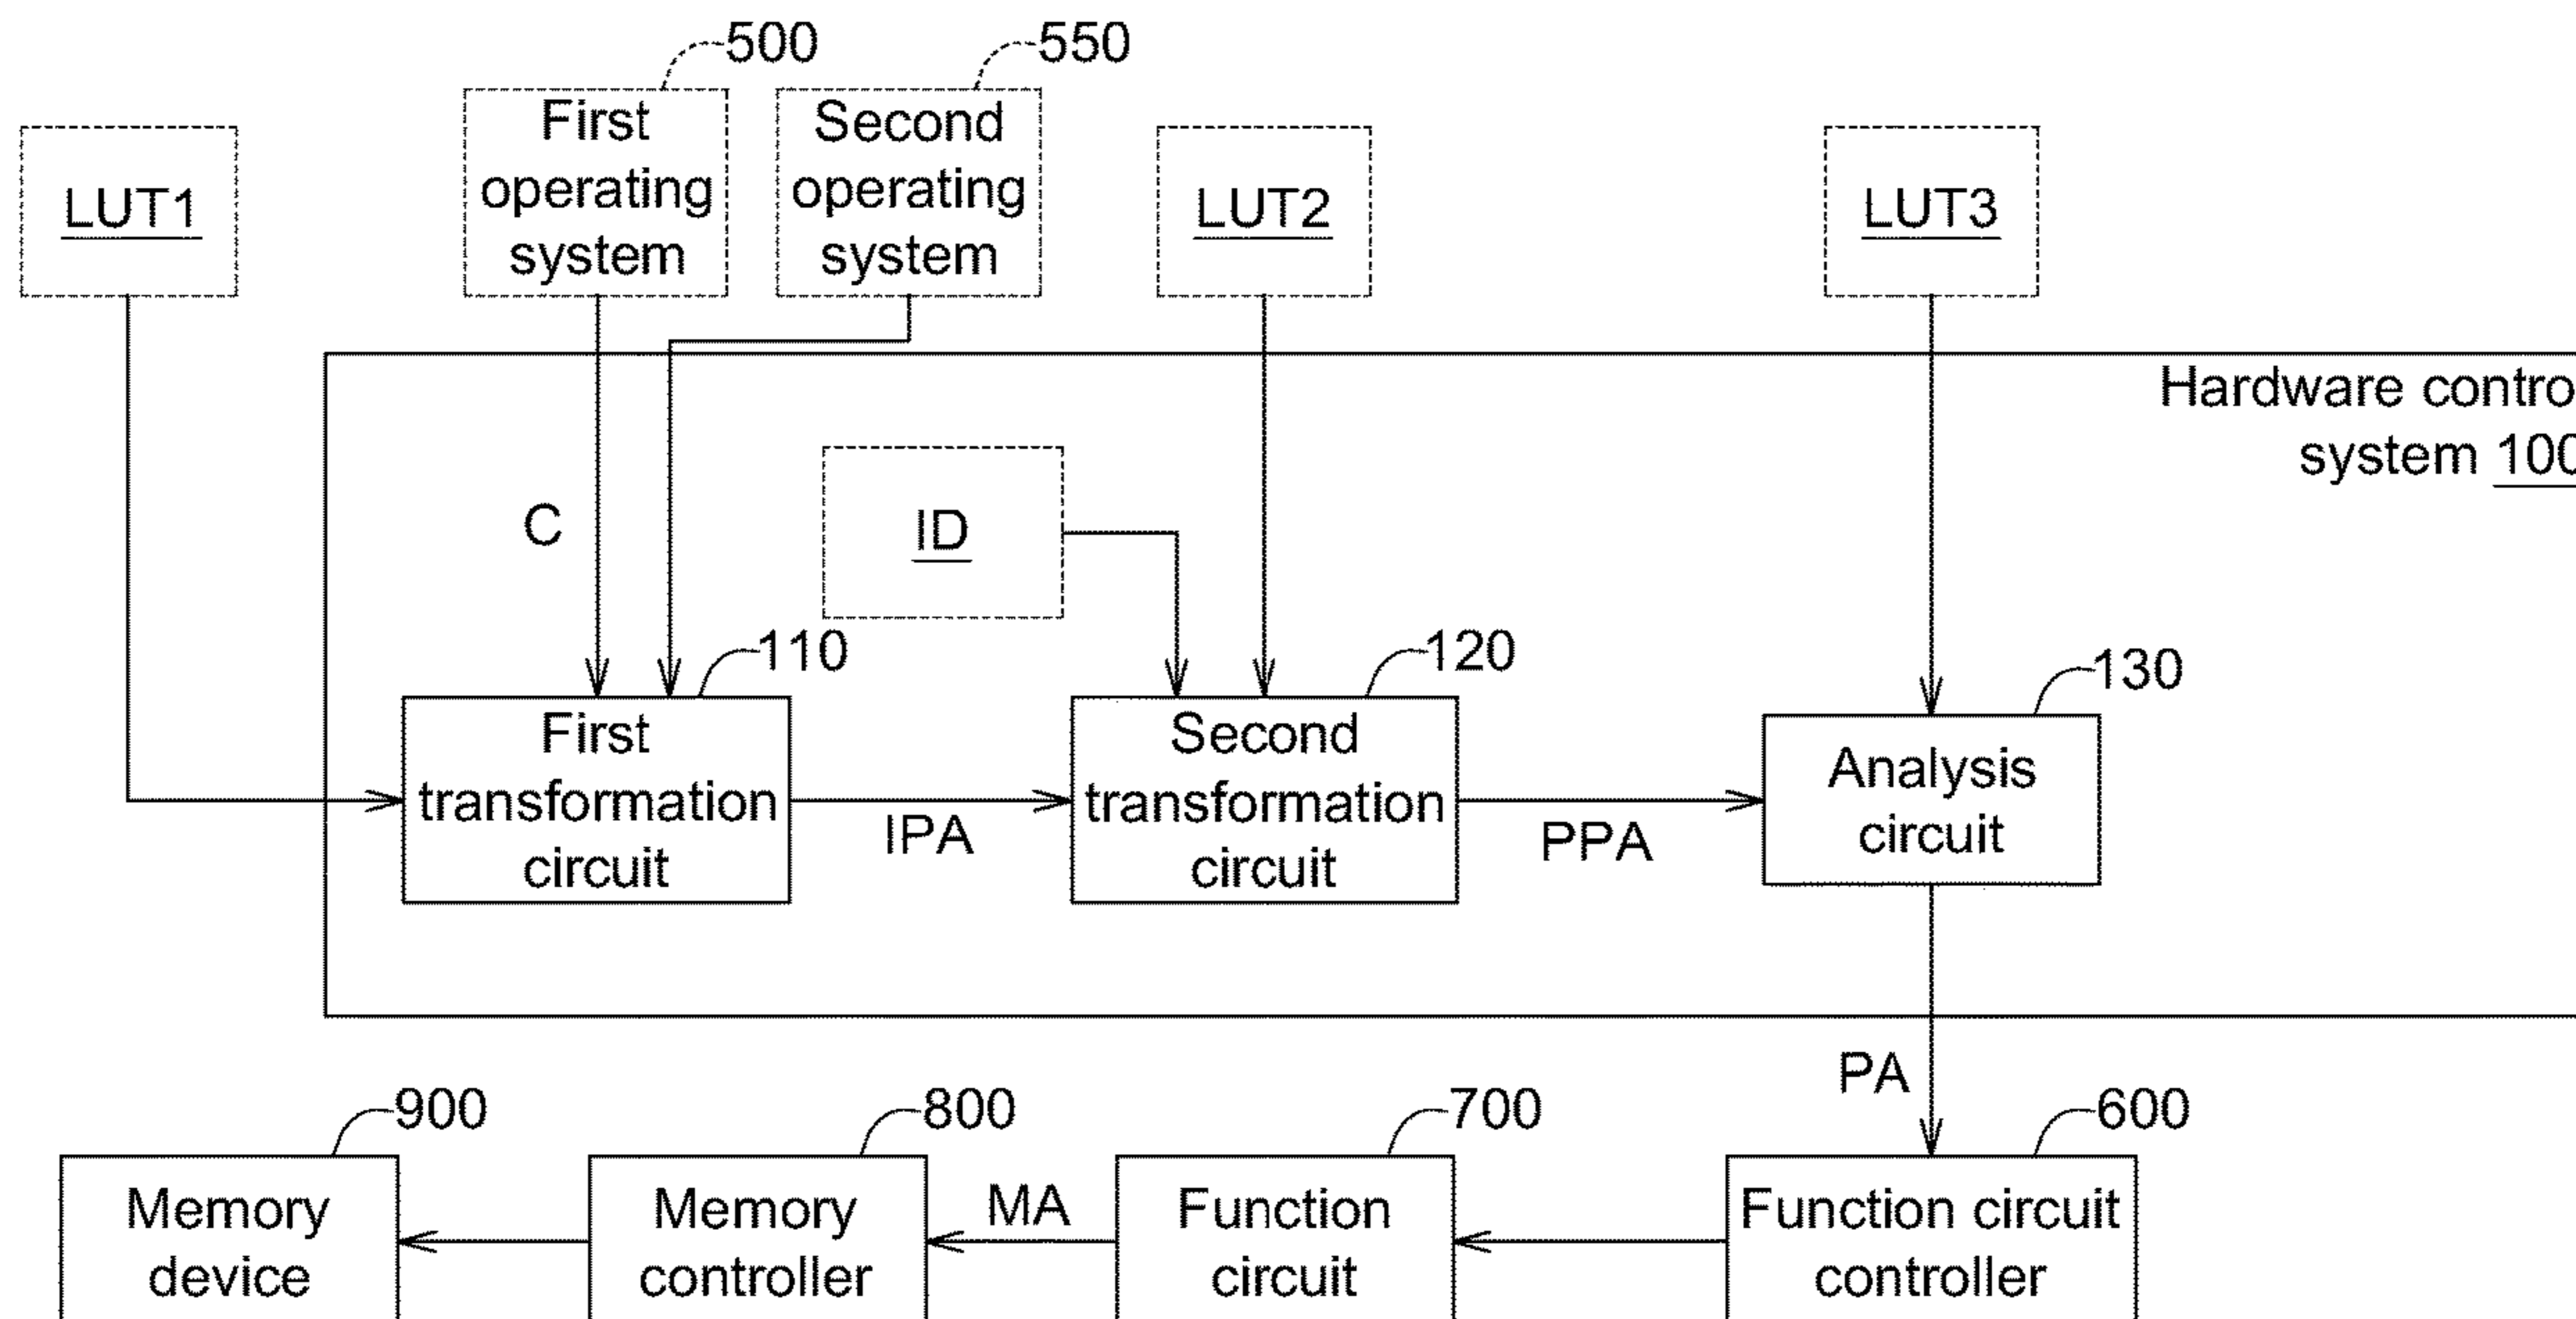 500
550
LUT1
First
operating
system
Second
operating
system
LUT2
LUT3
Hardware contro
system 100
C
ID
110
120
130
First
transformation
circuit
IPA
Second
transformation
circuit
PPA
Analysis
circuit
PA
900
800
700
600
Memory
device
Memory
controller
MA
Function
circuit
Function circuit
controller